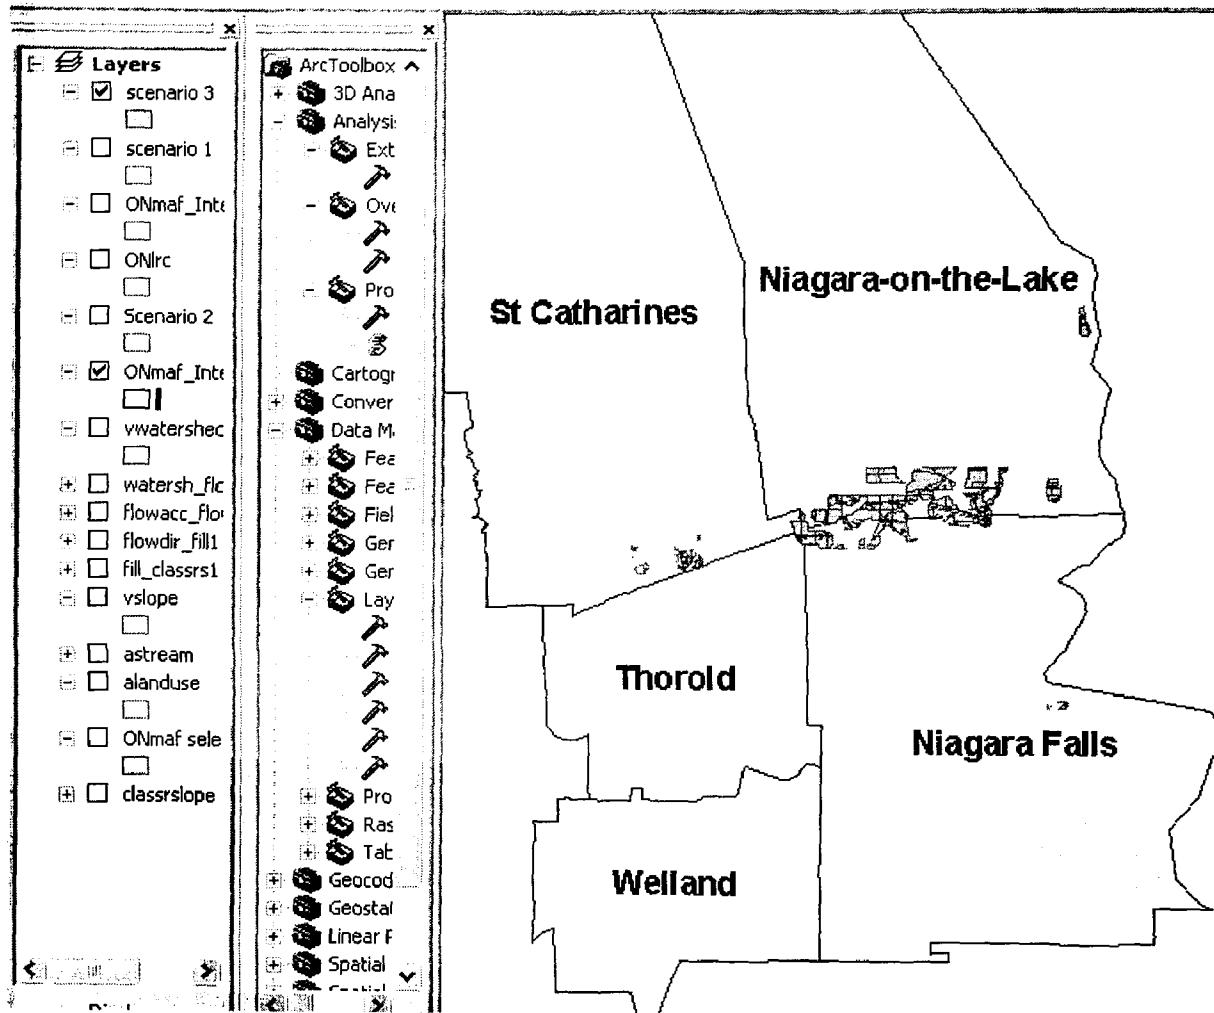 Layers
scenario 3
scenario 1
ONmaf_Inte
ONlrc
Scenario 2
ONmaf_Inte
vwatershec
watersh_flc
flowacc_flo
flowdir_fill1
fill_classrs1
vslope
astream
alanduse
ONmaf sele
classrslope
ArcToolbox
3D Ana
Analysis
Ext
Ove
Pro
Cartogr
Conver
Data M
Fea
Fea
Fiel
Ger
Ger
Lay
Pro
Ras
Tab
Geocod
Geostal
Linear F
Spatial
St Catharines
Niagara-on-the-Lake
Thorold
Niagara Falls
Welland